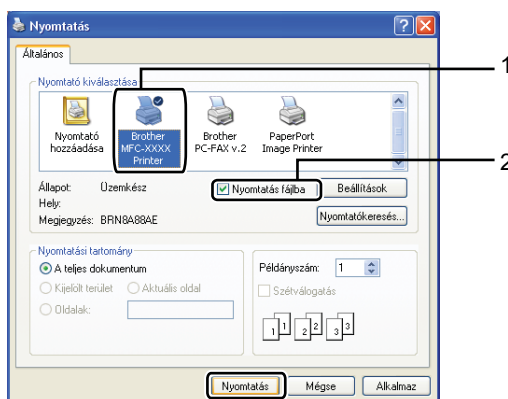 Nyomtatás
Általános
Nyomtató kiválasztása
1
Nyomtató hozzáadása
Brother MFC-XXXX Printer
Brother PC-FAX v.2
PaperPort Image Printer
Állapot: Üzemkész
Nyomtatás fájlba
Beállítások
2
Hely:
Megjegyzés: BRN8A88AE
Nyomtatókeresés...
Nyomtatási tartomány
A teljes dokumentum
Kijelölt terület
Aktuális oldal
Oldalak:
Példányszám: 1
Szétválogatás
1 1 2 2 3 3
Nyomtatás
Mégse
Alkalmaz